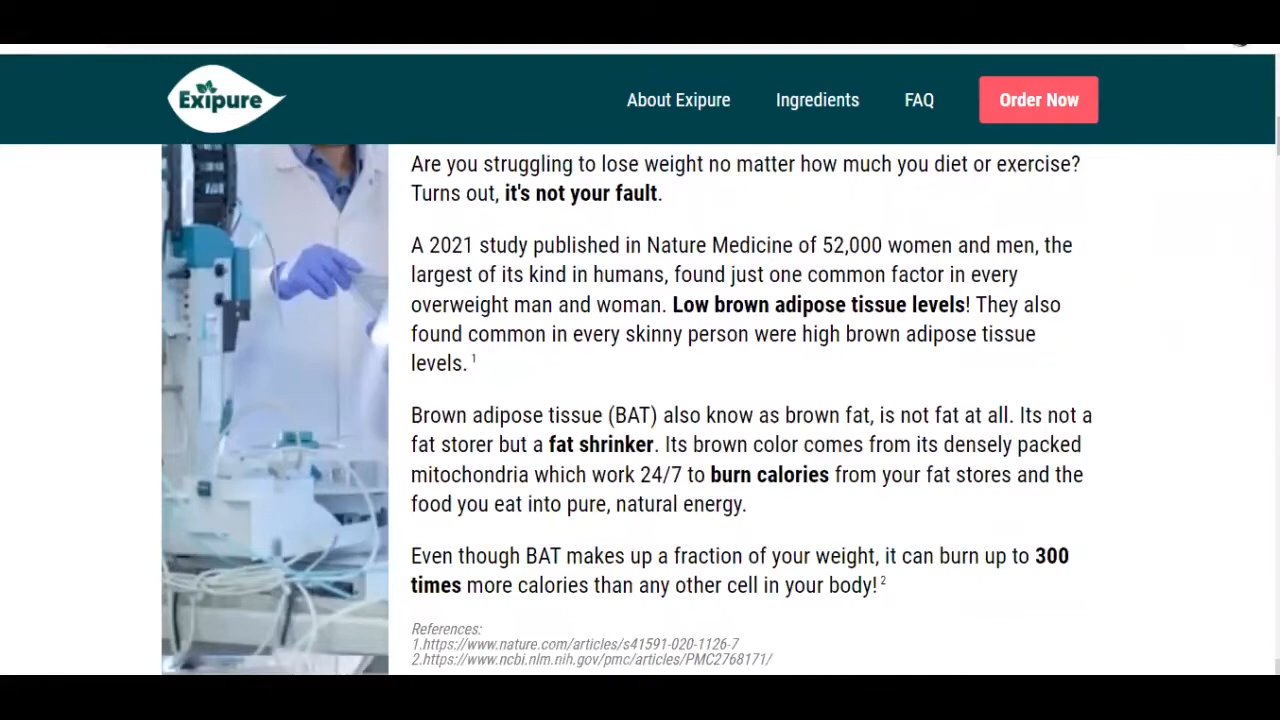 Exipure
About Exipure
Ingredients
FAQ
Order Now
Are you struggling to lose weight no matter how much you diet or exercise?
Turns out, it's not your fault.
A 2021 study published in Nature Medicine of 52,000 women and men, the
largest of its kind in humans, found just one common factor in every
overweight man and woman. Low brown adipose tissue levels! They also
found common in every skinny person were high brown adipose tissue
levels. 1
Brown adipose tissue (BAT) also know as brown fat, is not fat at all. Its not a
fat storer but a fat shrinker. Its brown color comes from its densely packed
mitochondria which work 24/7 to burn calories from your fat stores and the
food you eat into pure, natural energy.
Even though BAT makes up a fraction of your weight, it can burn up to 300
times more calories than any other cell in your body! 2
References:
1.https://www.nature.com/articles/s41591-020-1126-7
2.https://www.ncbi.nlm.nih.gov/pmc/articles/PMC2768171/